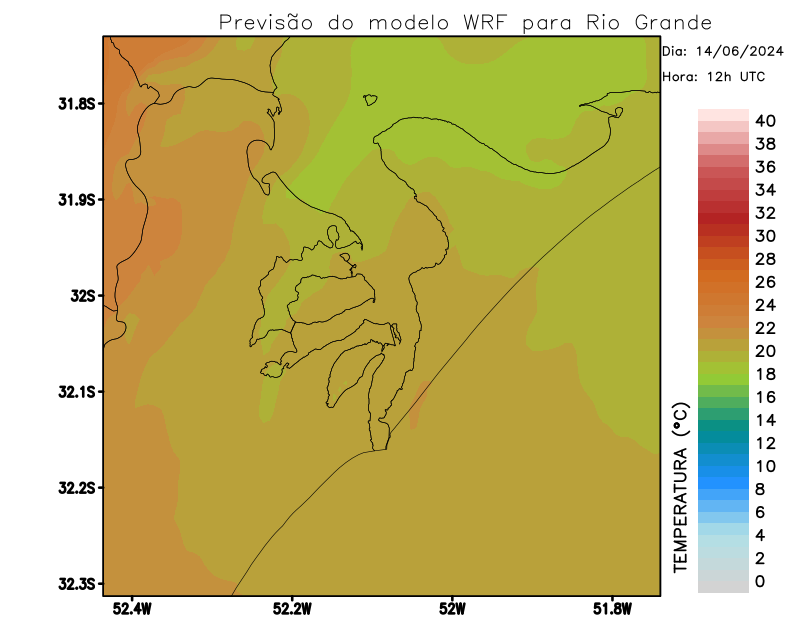 Previsão do modelo WRF para Rio Grande
Dia: 14/06/2024
Hora: 12h UTC
31.8S
31.9S
32S
32.1S
32.2S
32.3S
52.4W
52.2W
52W
51.8W
TEMPERATURA (°C)
40
38
36
34
32
30
28
26
24
22
20
18
16
14
12
10
8
6
4
2
0